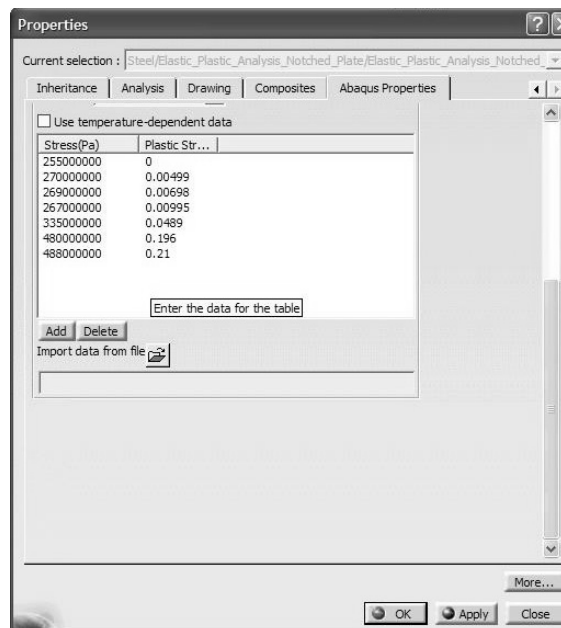 Properties
Current selection : Steel/Elastic_Plastic_Analysis_Notched_Plate/Elastic_Plastic_Analysis_Notched_
Inheritance Analysis Drawing Composites Abaqus Properties
Use temperature-dependent data
Stress(Pa) Plastic Str...
255000000 0
270000000 0.00499
269000000 0.00698
267000000 0.00995
335000000 0.0489
480000000 0.196
488000000 0.21
Enter the data for the table
Add Delete
Import data from file
More...
OK Apply Close